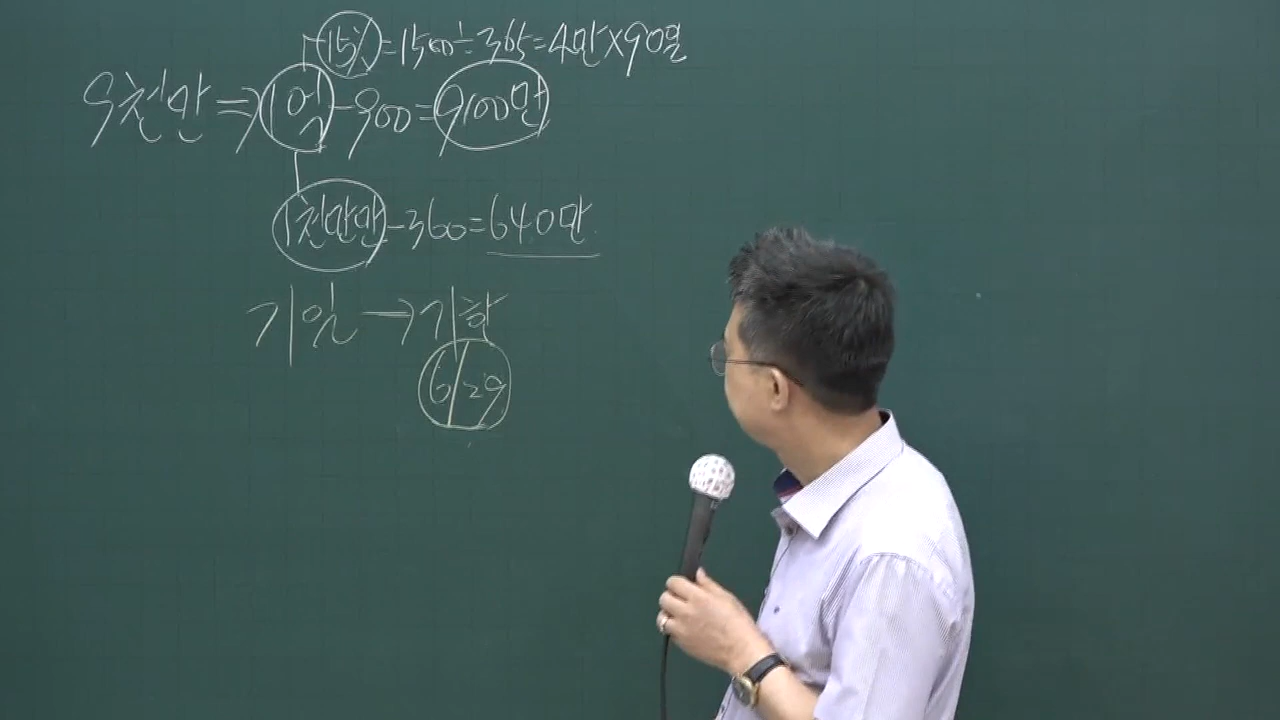 15% = 1500 ÷ 365 = 4만 × 90일
9천만 ⇒ 1억 - 900 = 9100만
1천만 - 360 = 640만
기일 → 기한
6/29